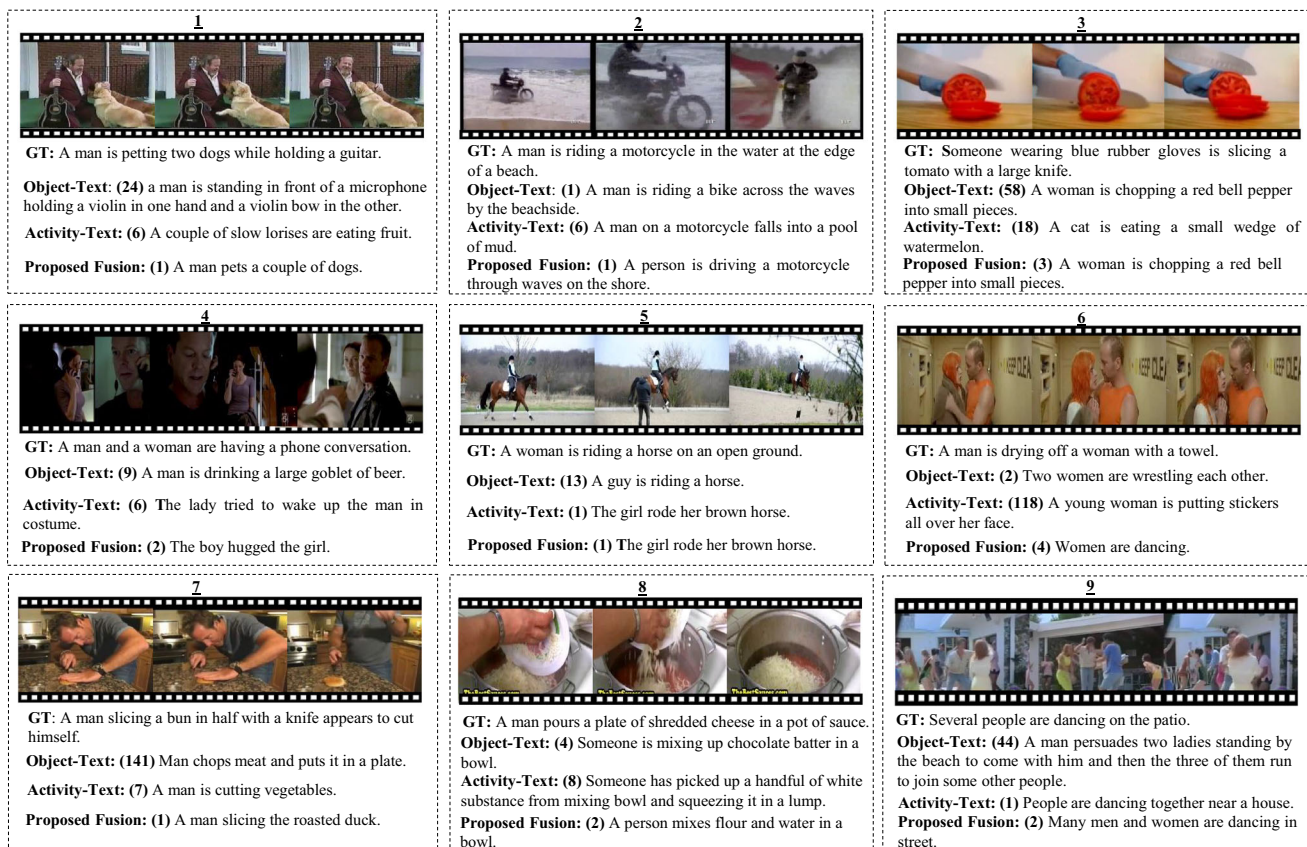 1
GT: A man is petting two dogs while holding a guitar.
Object-Text: (24) a man is standing in front of a microphone
holding a violin in one hand and a violin bow in the other.
Activity-Text: (6) A couple of slow lorises are eating fruit.
Proposed Fusion: (1) A man pets a couple of dogs.
2
GT: A man is riding a motorcycle in the water at the edge
of a beach.
Object-Text: (1) A man is riding a bike across the waves
by the beachside.
Activity-Text: (6) A man on a motorcycle falls into a pool
of mud.
Proposed Fusion: (1) A person is driving a motorcycle
through waves on the shore.
3
GT: Someone wearing blue rubber gloves is slicing a
tomato with a large knife.
Object-Text: (58) A woman is chopping a red bell pepper
into small pieces.
Activity-Text: (18) A cat is eating a small wedge of
watermelon.
Proposed Fusion: (3) A woman is chopping a red bell
pepper into small pieces.
4
GT: A man and a woman are having a phone conversation.
Object-Text: (9) A man is drinking a large goblet of beer.
Activity-Text: (6) The lady tried to wake up the man in
costume.
Proposed Fusion: (2) The boy hugged the girl.
5
GT: A woman is riding a horse on an open ground.
Object-Text: (13) A guy is riding a horse.
Activity-Text: (1) The girl rode her brown horse.
Proposed Fusion: (1) The girl rode her brown horse.
6
KEEP CLEA
KEEP CLEA
GT: A man is drying off a woman with a towel.
Object-Text: (2) Two women are wrestling each other.
Activity-Text: (118) A young woman is putting stickers
all over her face.
Proposed Fusion: (4) Women are dancing.
7
GT: A man slicing a bun in half with a knife appears to cut
himself.
Object-Text: (141) Man chops meat and puts it in a plate.
Activity-Text: (7) A man is cutting vegetables.
Proposed Fusion: (1) A man slicing the roasted duck.
8
GT: A man pours a plate of shredded cheese in a pot of sauce.
Object-Text: (4) Someone is mixing up chocolate batter in a
bowl.
Activity-Text: (8) Someone has picked up a handful of white
substance from mixing bowl and squeezing it in a lump.
Proposed Fusion: (2) A person mixes flour and water in a
bowl.
9
GT: Several people are dancing on the patio.
Object-Text: (44) A man persuades two ladies standing by
the beach to come with him and then the three of them run
to join some other people.
Activity-Text: (1) People are dancing together near a house.
Proposed Fusion: (2) Many men and women are dancing in
street.